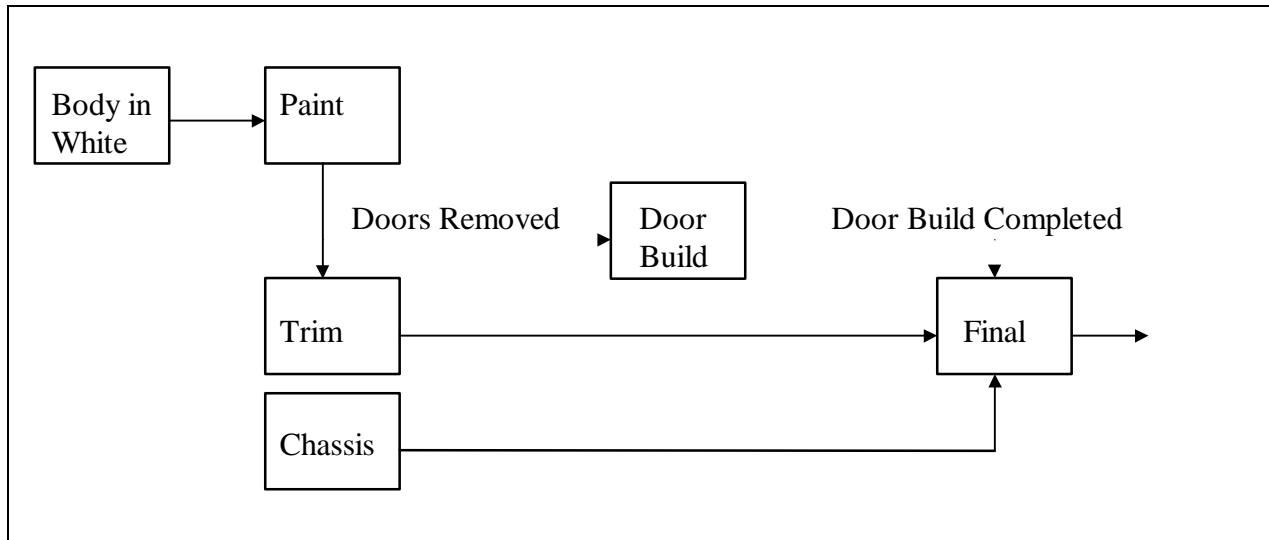 Body in
White
Paint
Doors Removed
Door
Build
Door Build Completed
Trim
Final
Chassis